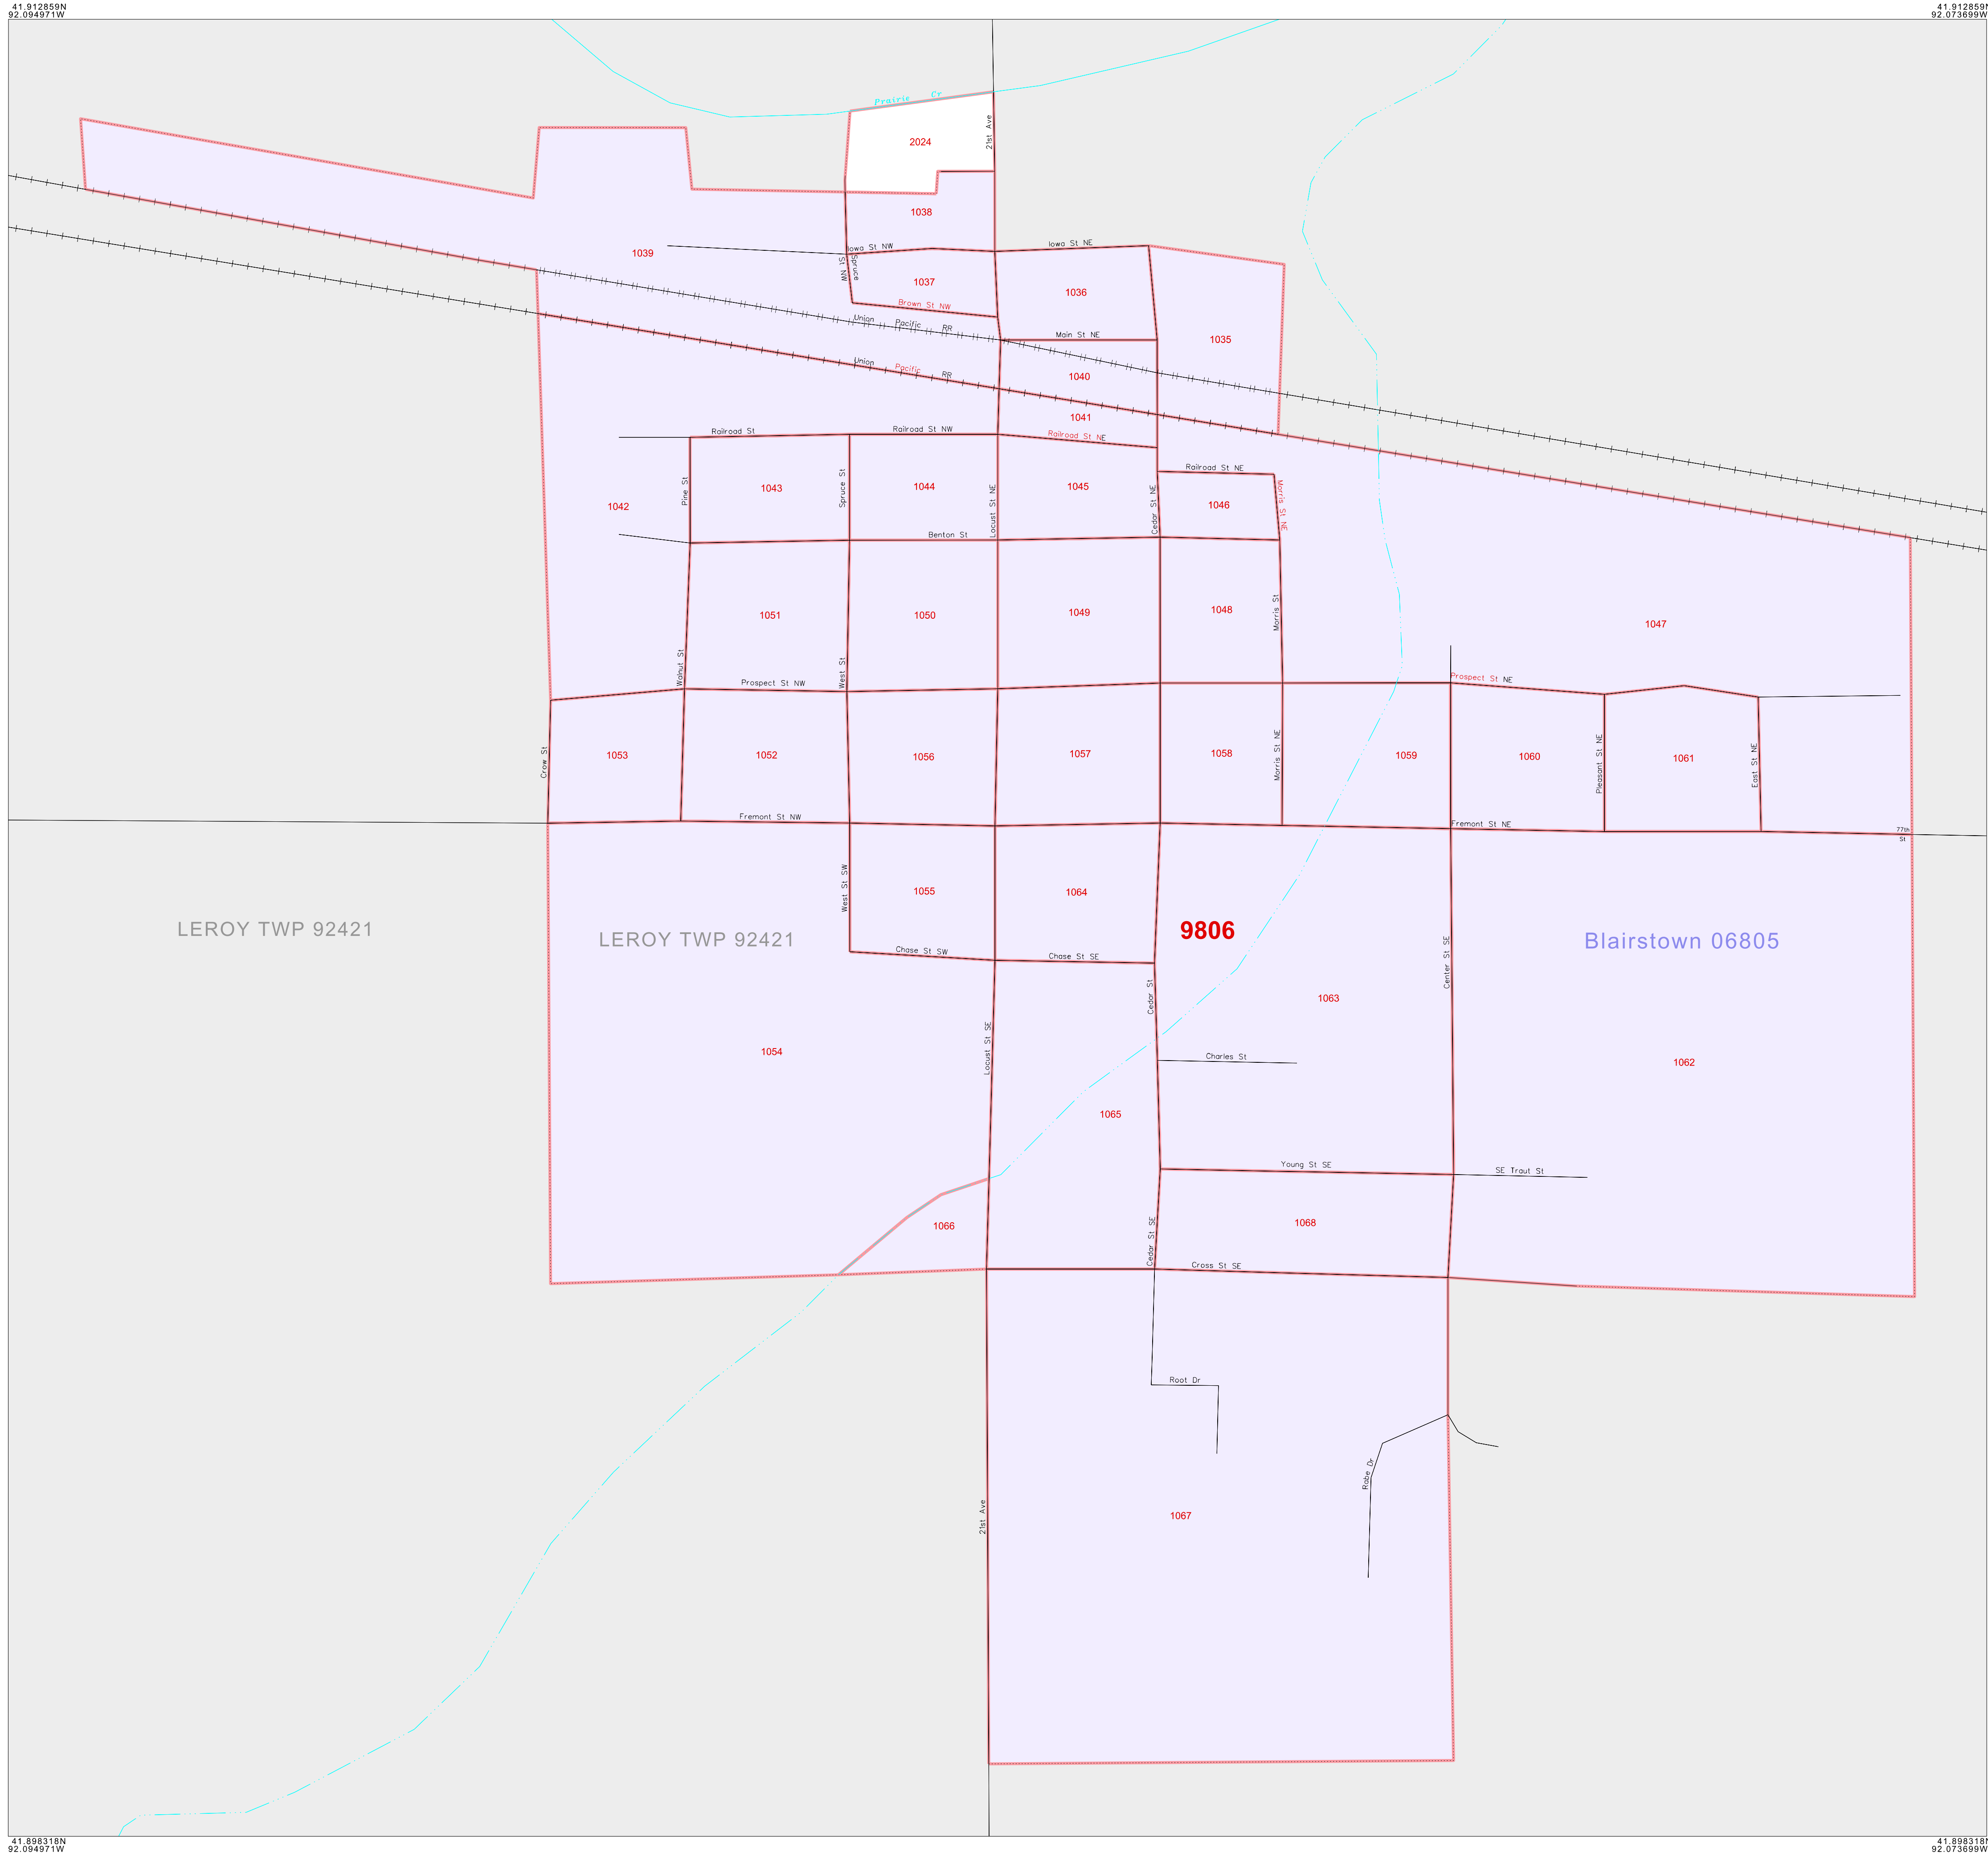 41.912859N
92.094971W
41.912859N
92.073699W
Prairie Cr
21st Ave
2024
1038
Iowa St NW
Iowa St NE
1039
Spruce
St NW
1037
1036
Brown St NW
Union Pacific RR
Main St NE
1035
Union Pacific RR
1040
1041
Railroad St
Railroad St NW
Railroad St NE
Railroad St NE
Pine St
1043
Spruce St
1044
Locust St NE
1045
Cedar St NE
1046
Morris St NE
1042
Benton St
1051
1050
1049
1048
Morris St
1047
Walnut St
West St
Prospect St NW
Prospect St NE
Crow St
1053
1052
1056
1057
1058
Morris St NE
1059
1060
Pleasant St NE
1061
East St NE
Fremont St NW
Fremont St NE
77th
St
West St SW
1055
1064
LEROY TWP 92421
LEROY TWP 92421
9806
Blairstown 06805
Center St SE
Chase St SW
Chase St SE
Cedar St
1063
1054
Locust St SE
Charles St
1062
1065
Young St SE
SE Traut St
1066
Cedar St SE
1068
Cross St SE
Root Dr
Rabe Dr
21st Ave
1067
41.898318N
92.094971W
41.898318N
92.073699W